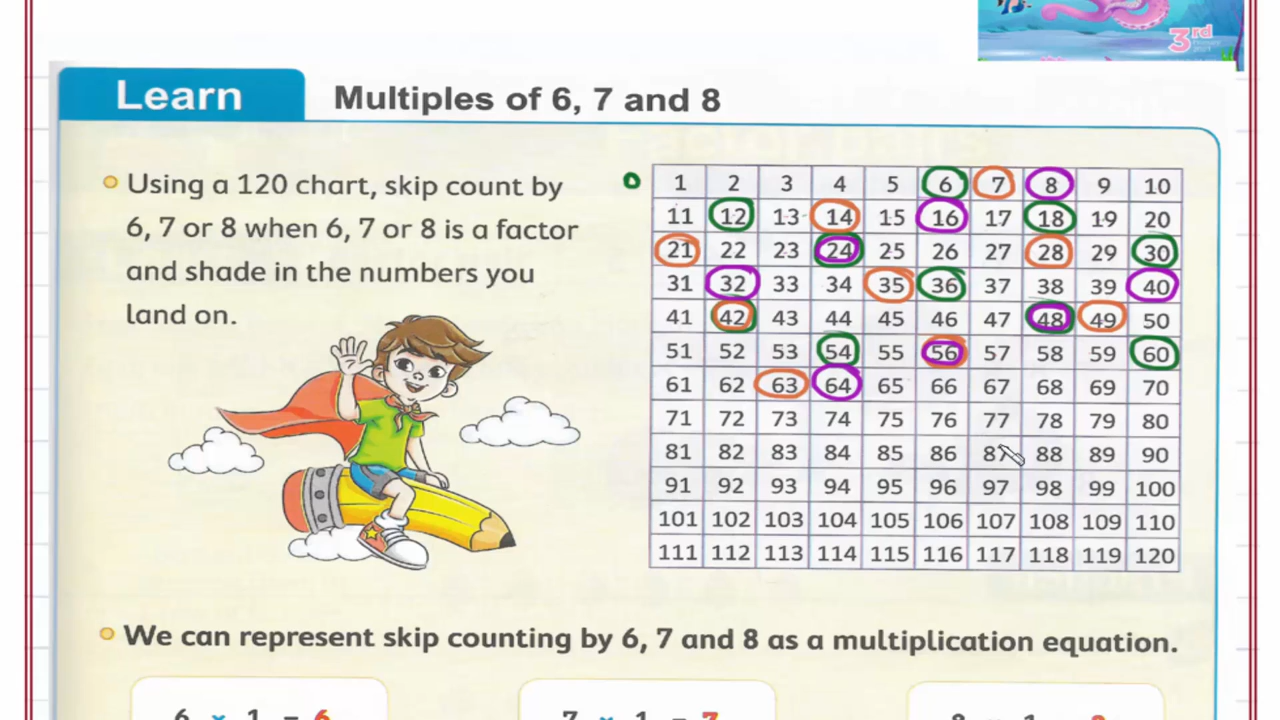 3rd
Learn
Multiples of 6, 7 and 8
Using a 120 chart, skip count by
6, 7 or 8 when 6, 7 or 8 is a factor
and shade in the numbers you
land on.
1 2 3 4 5 6 7 8 9 10
11 12 13 14 15 16 17 18 19 20
21 22 23 24 25 26 27 28 29 30
31 32 33 34 35 36 37 38 39 40
41 42 43 44 45 46 47 48 49 50
51 52 53 54 55 56 57 58 59 60
61 62 63 64 65 66 67 68 69 70
71 72 73 74 75 76 77 78 79 80
81 82 83 84 85 86 87 88 89 90
91 92 93 94 95 96 97 98 99 100
101 102 103 104 105 106 107 108 109 110
111 112 113 114 115 116 117 118 119 120
We can represent skip counting by 6, 7 and 8 as a multiplication equation.
6 × 1 = 6
7 × 1 = 7